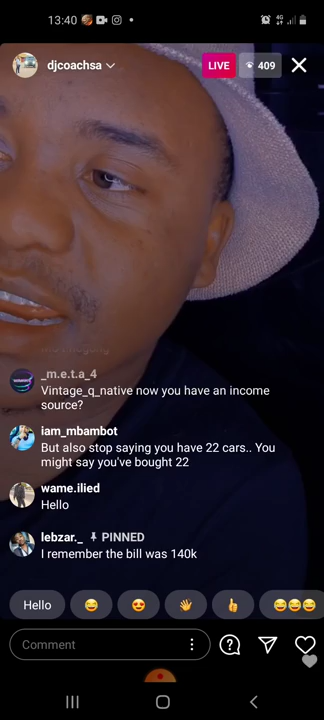 13:40
4G
djcoachsa
LIVE
409
_m.e.t.a_4
Vintage_q_native now you have an income
source?
iam_mbambot
But also stop saying you have 22 cars.. You
might say you've bought 22
wame.ilied
Hello
lebzar._ PINNED
I remember the bill was 140k
Hello
Comment